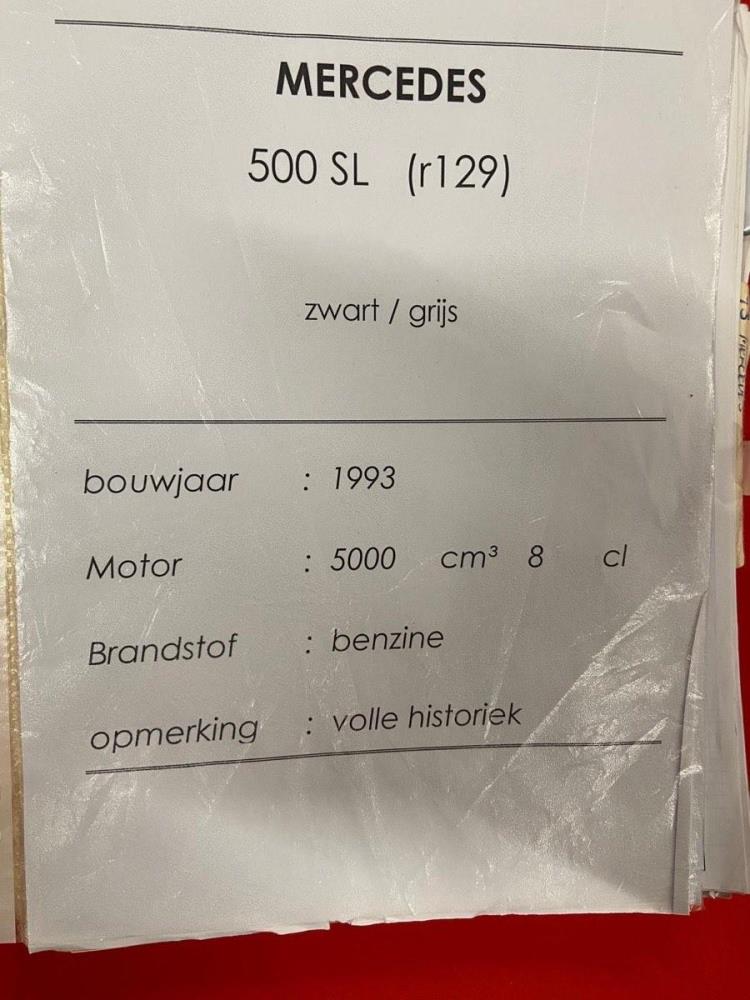 MERCEDES
500 SL (r129)
zwart / grijs
bouwjaar : 1993
Motor : 5000 cm³ 8 cl
Brandstof : benzine
opmerking : volle historiek